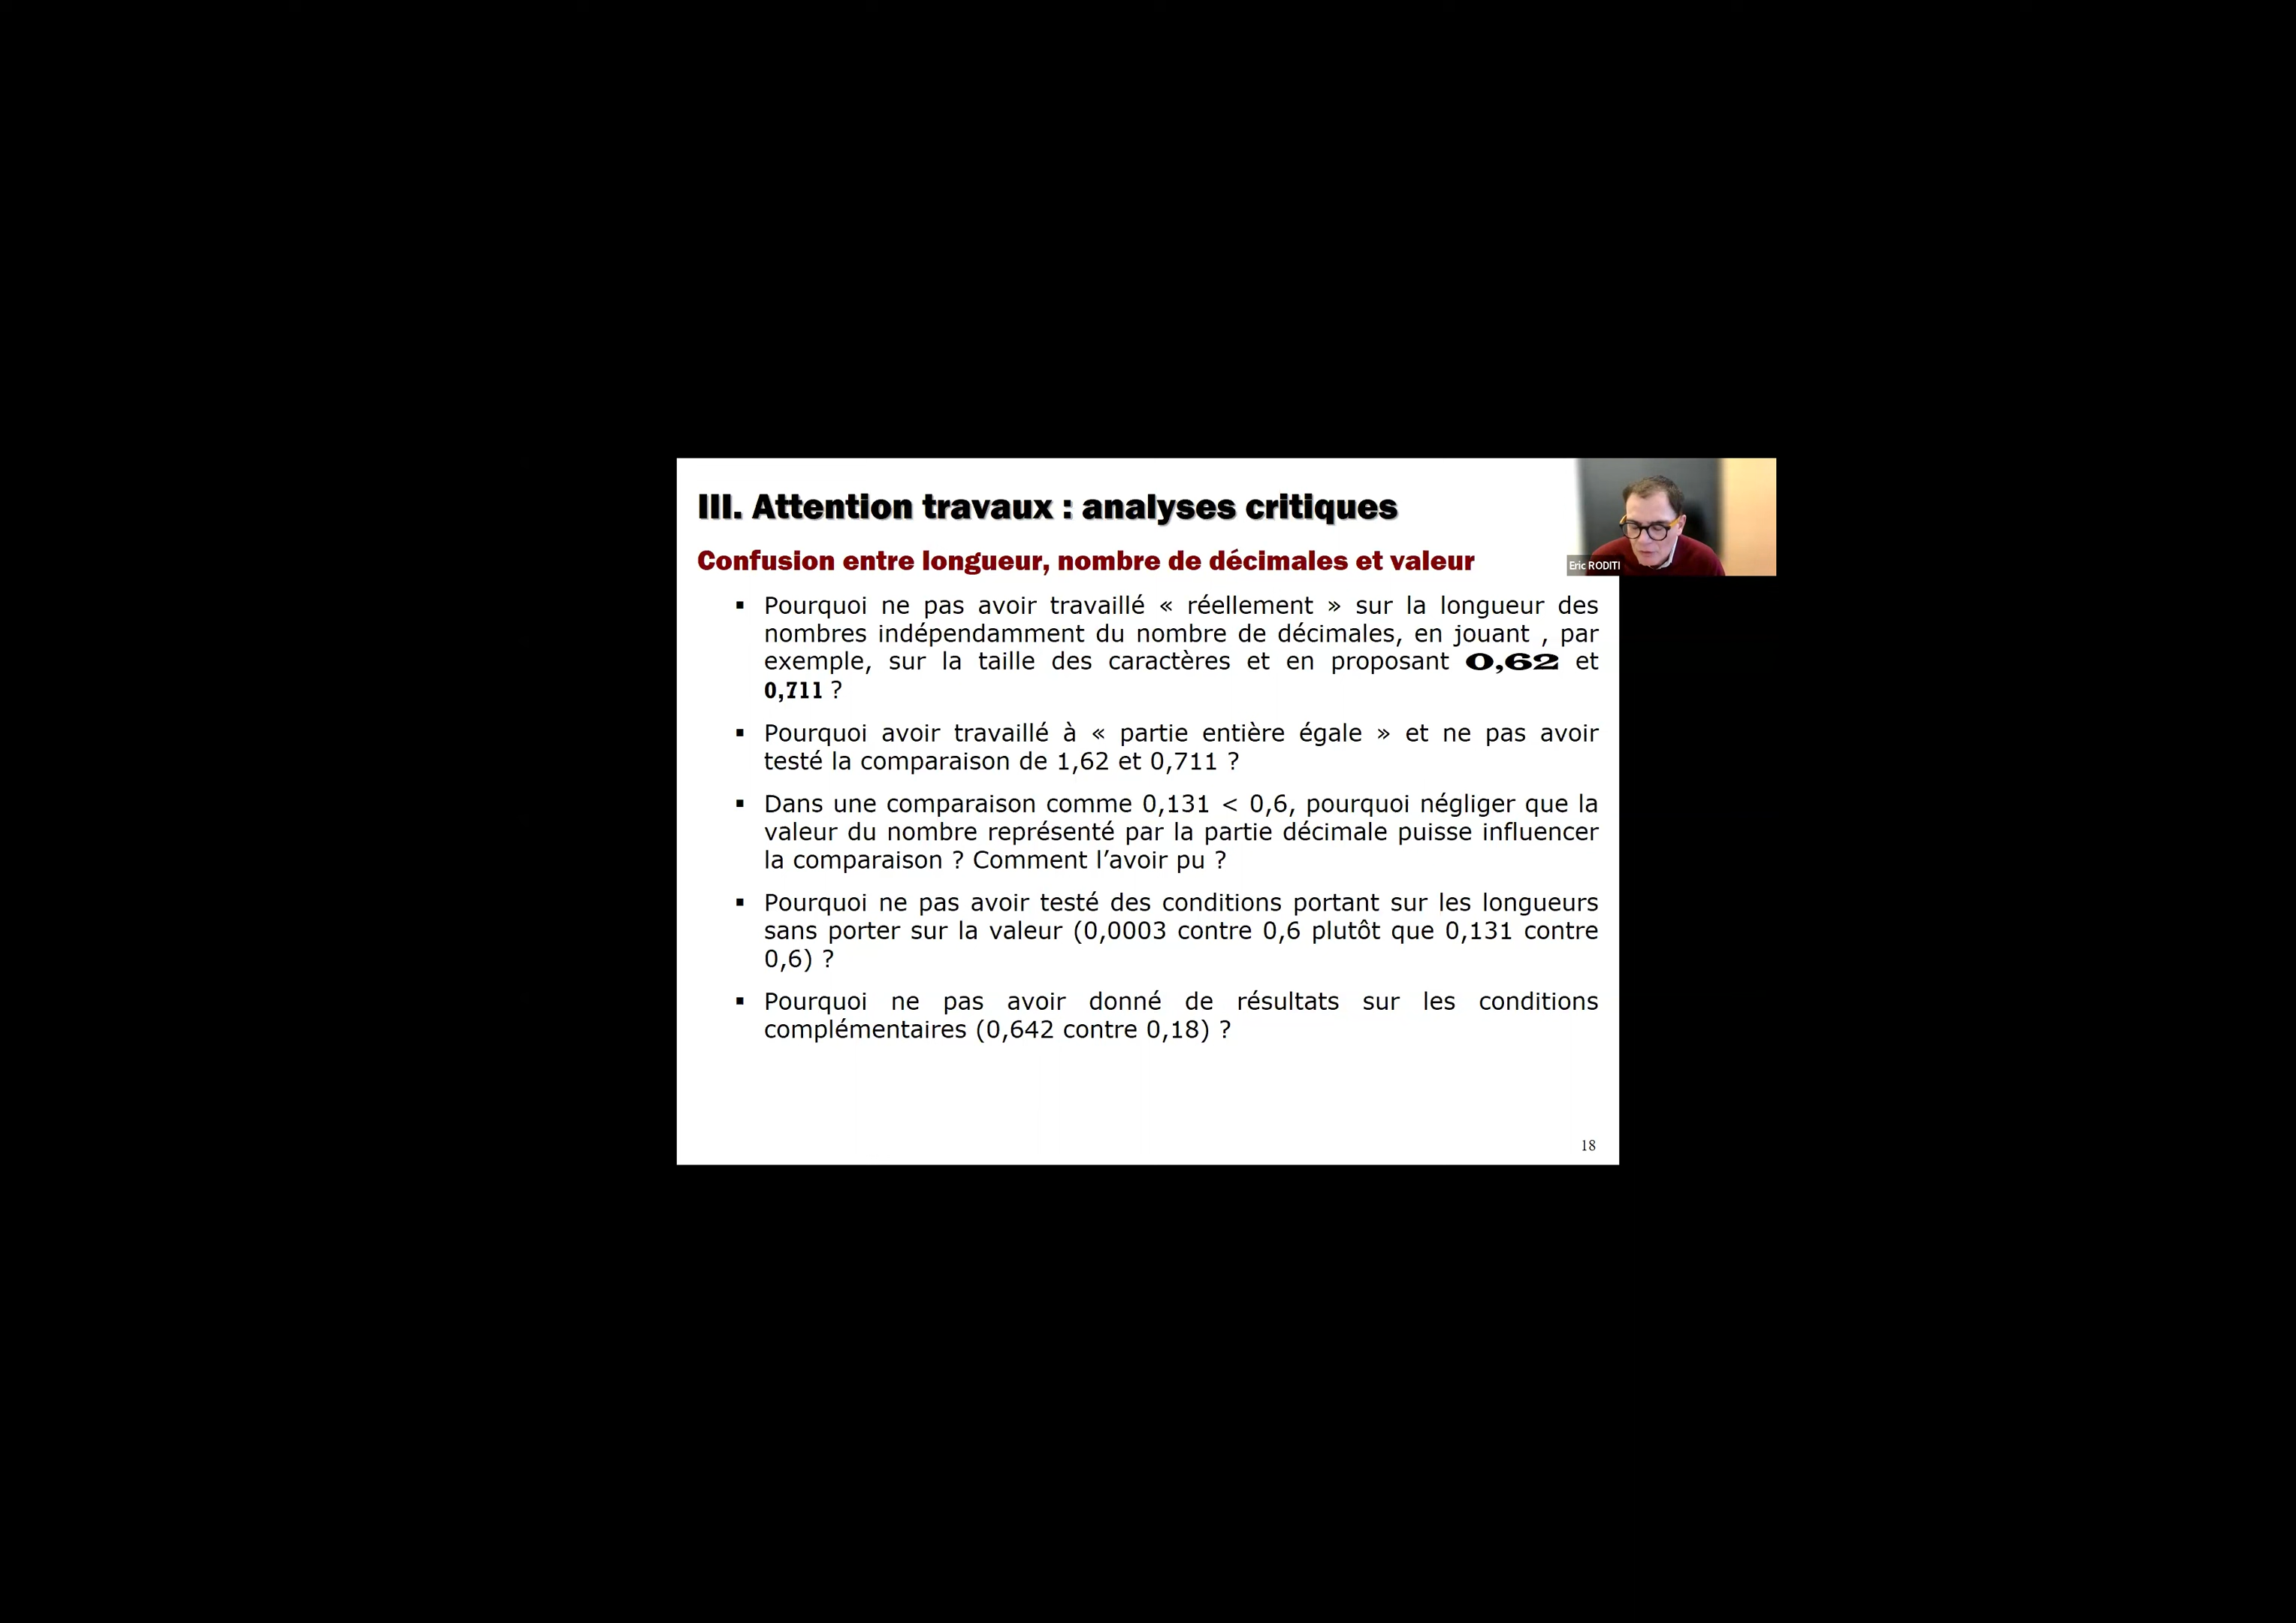 III. Attention travaux : analyses critiques
Confusion entre longueur, nombre de décimales et valeur
Eric RODITI
▪ Pourquoi ne pas avoir travaillé « réellement » sur la longueur des
nombres indépendamment du nombre de décimales, en jouant , par
exemple, sur la taille des caractères et en proposant 0,62 et
0,711 ?
▪ Pourquoi avoir travaillé à « partie entière égale » et ne pas avoir
testé la comparaison de 1,62 et 0,711 ?
▪ Dans une comparaison comme 0,131 < 0,6, pourquoi négliger que la
valeur du nombre représenté par la partie décimale puisse influencer
la comparaison ? Comment l’avoir pu ?
▪ Pourquoi ne pas avoir testé des conditions portant sur les longueurs
sans porter sur la valeur (0,0003 contre 0,6 plutôt que 0,131 contre
0,6) ?
▪ Pourquoi ne pas avoir donné de résultats sur les conditions
complémentaires (0,642 contre 0,18) ?
18